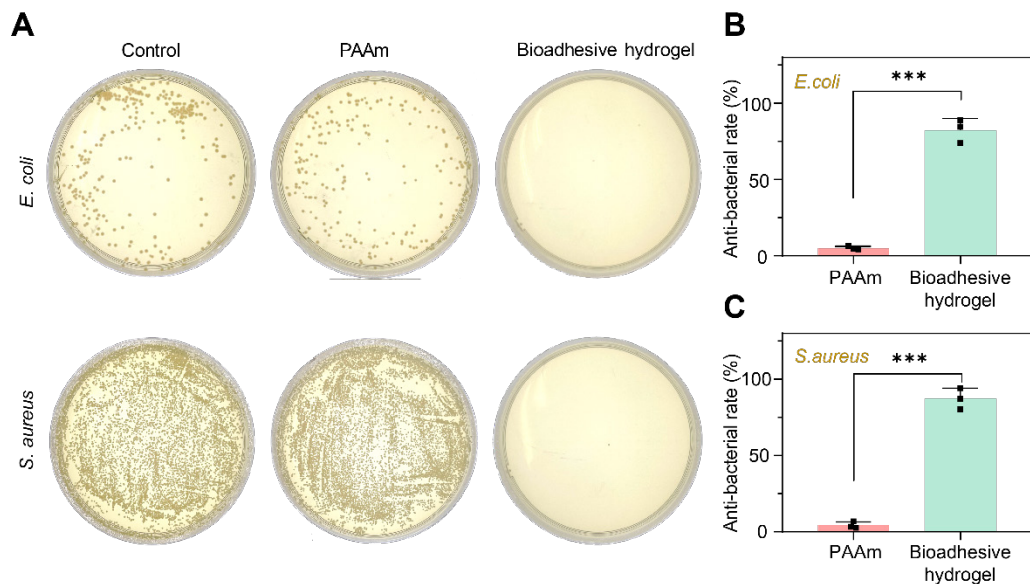 A
Control
PAAm
Bioadhesive hydrogel
E. coli
S. aureus
B
Anti-bacterial rate (%)
100
50
0
E.coli
***
PAAm
Bioadhesive
hydrogel
C
Anti-bacterial rate (%)
100
50
0
S.aureus
***
PAAm
Bioadhesive
hydrogel